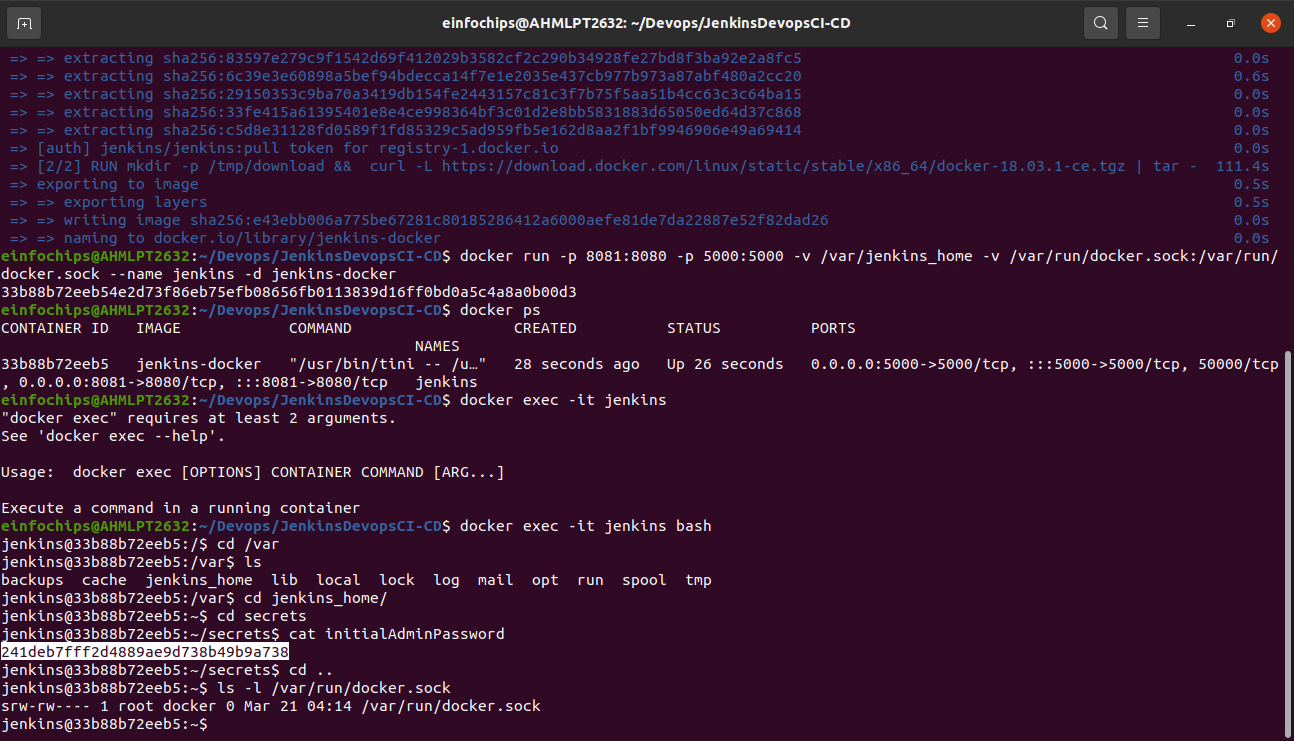 einfochips@AHMLPT2632: ~/Devops/JenkinsDevopsCI-CD
=> => extracting sha256:83597e279c9f1542d69f412029b3582cf2c290b34928fe27bd8f3ba92e2a8fc5 0.0s
=> => extracting sha256:6c39e3e60898a5bef94bdecca14f7e1e2035e437cb977b973a87abf480a2cc20 0.6s
=> => extracting sha256:29150353c9ba70a3419db154fe2443157c81c3f7b75f5aa51b4cc63c3c64ba15 0.0s
=> => extracting sha256:33fe415a61395401e8e4ce998364bf3c01d2e8bb5831883d65050ed64d37c868 0.0s
=> => extracting sha256:c5d8e31128fd0589f1fd85329c5ad959fb5e162d8aa2f1bf9946906e49a69414 0.0s
=> [auth] jenkins/jenkins:pull token for registry-1.docker.io 0.0s
=> [2/2] RUN mkdir -p /tmp/download &&  curl -L https://download.docker.com/linux/static/stable/x86_64/docker-18.03.1-ce.tgz | tar - 111.4s
=> exporting to image 0.5s
=> => exporting layers 0.5s
=> => writing image sha256:e43ebb006a775be67281c80185286412a6000aefe81de7da22887e52f82dad26 0.0s
=> => naming to docker.io/library/jenkins-docker 0.0s
einfochips@AHMLPT2632:~/Devops/JenkinsDevopsCI-CD$ docker run -p 8081:8080 -p 5000:5000 -v /var/jenkins_home -v /var/run/docker.sock:/var/run/
docker.sock --name jenkins -d jenkins-docker
33b88b72eeb54e2d73f86eb75efb08656fb0113839d16ff0bd0a5c4a8a0b00d3
einfochips@AHMLPT2632:~/Devops/JenkinsDevopsCI-CD$ docker ps
CONTAINER ID   IMAGE            COMMAND                  CREATED          STATUS          PORTS
NAMES
33b88b72eeb5   jenkins-docker   "/usr/bin/tini -- /u…"   28 seconds ago   Up 26 seconds   0.0.0.0:5000->5000/tcp, :::5000->5000/tcp, 50000/tcp
, 0.0.0.0:8081->8080/tcp, :::8081->8080/tcp   jenkins
einfochips@AHMLPT2632:~/Devops/JenkinsDevopsCI-CD$ docker exec -it jenkins
"docker exec" requires at least 2 arguments.
See 'docker exec --help'.
Usage:  docker exec [OPTIONS] CONTAINER COMMAND [ARG...]
Execute a command in a running container
einfochips@AHMLPT2632:~/Devops/JenkinsDevopsCI-CD$ docker exec -it jenkins bash
jenkins@33b88b72eeb5:/$ cd /var
jenkins@33b88b72eeb5:/var$ ls
backups  cache  jenkins_home  lib  local  lock  log  mail  opt  run  spool  tmp
jenkins@33b88b72eeb5:/var$ cd jenkins_home/
jenkins@33b88b72eeb5:~$ cd secrets
jenkins@33b88b72eeb5:~/secrets$ cat initialAdminPassword
241deb7fff2d4889ae9d738b49b9a738
jenkins@33b88b72eeb5:~/secrets$ cd ..
jenkins@33b88b72eeb5:~$ ls -l /var/run/docker.sock
srw-rw---- 1 root docker 0 Mar 21 04:14 /var/run/docker.sock
jenkins@33b88b72eeb5:~$